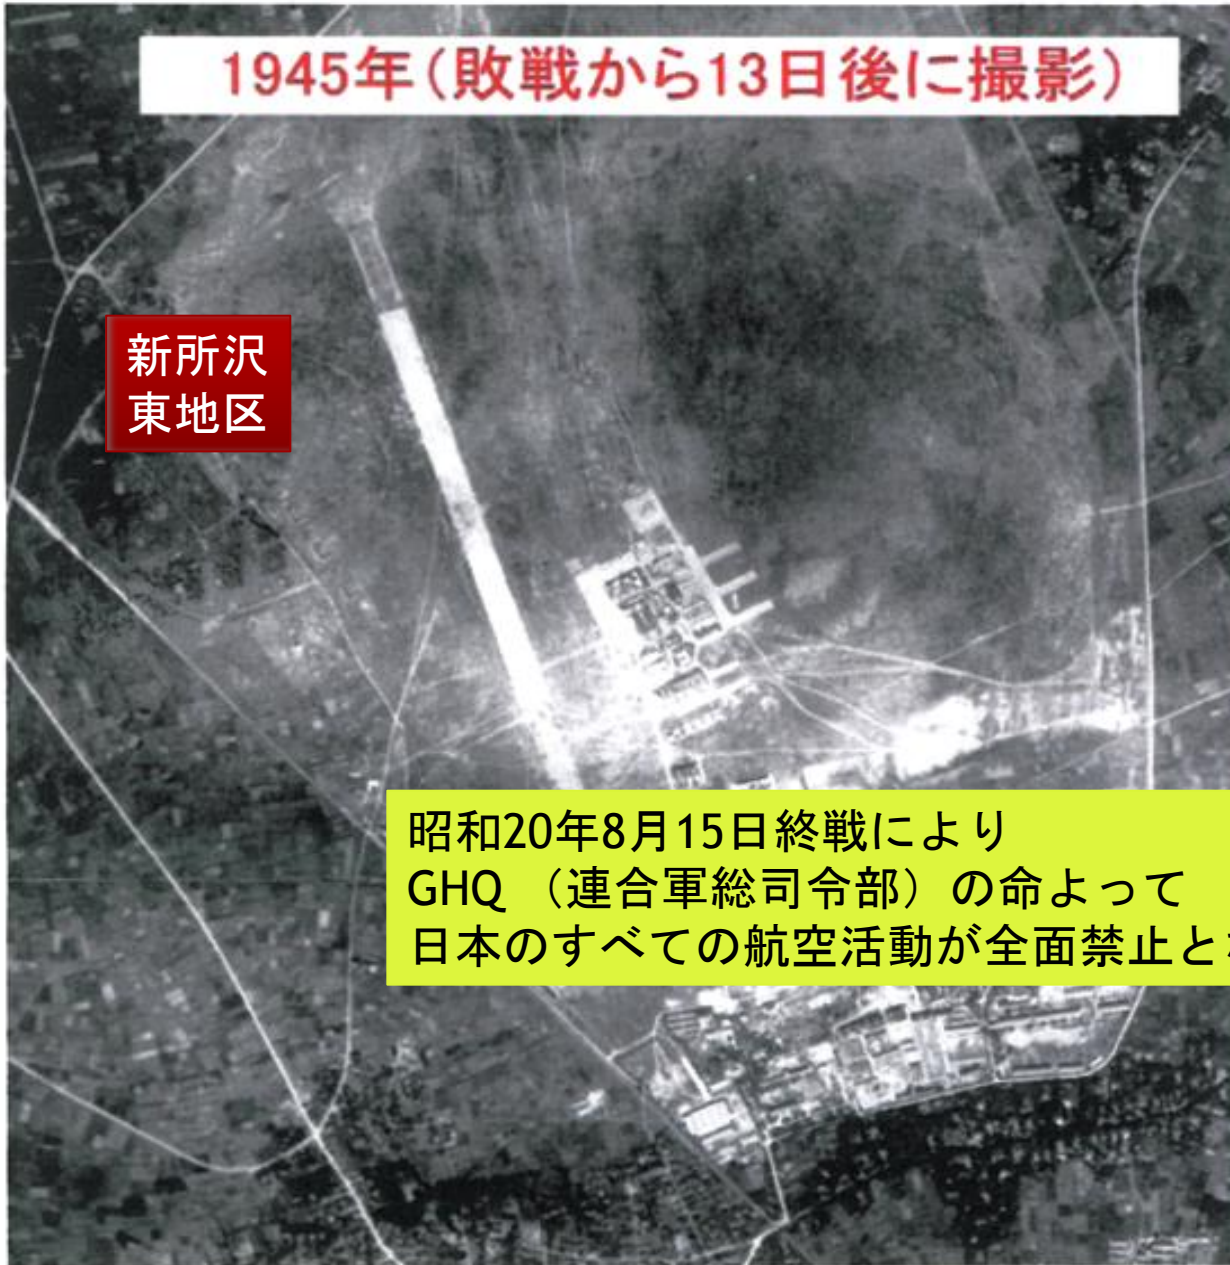 1945年(敗戦から13日後に撮影)
新所沢
東地区
昭和20年8月15日終戦により
GHQ （連合軍総司令部）の命よって
日本のすべての航空活動が全面禁止と